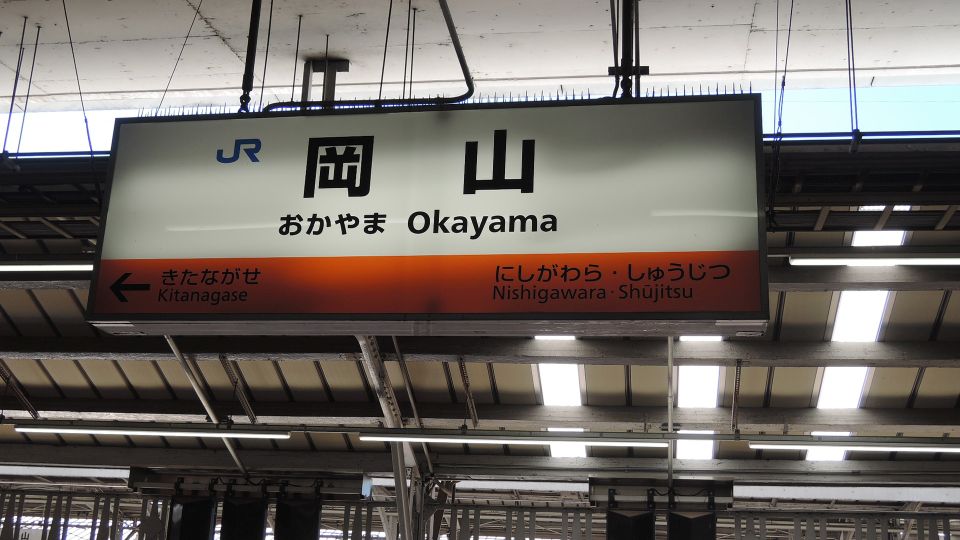 JR
岡山
おかやま Okayama
← きたながせ
Kitanagase
にしがわら・しゅうじつ
Nishigawara・Shūjitsu